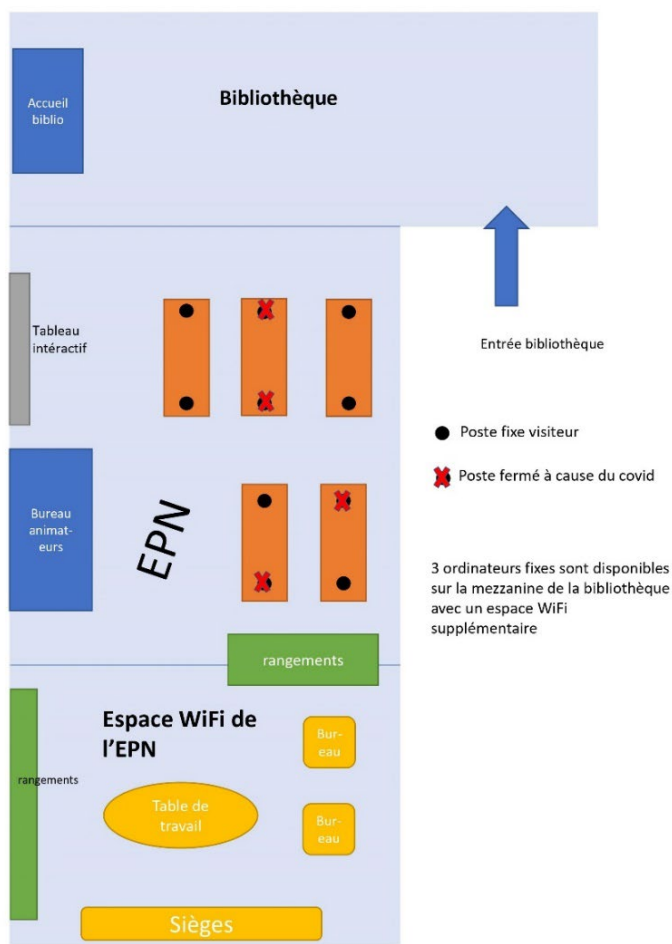 Bibliothèque
Accueil
biblio
Entrée bibliothèque
Tableau
intéractif
Poste fixe visiteur
Poste fermé à cause du covid
Bureau
animat-
eurs
EPN
3 ordinateurs fixes sont disponibles
sur la mezzanine de la bibliothèque
avec un espace WiFi
supplémentaire
rangements
Espace WiFi de
l’EPN
Bur-
eau
rangements
Table de
travail
Bur-
eau
Sièges